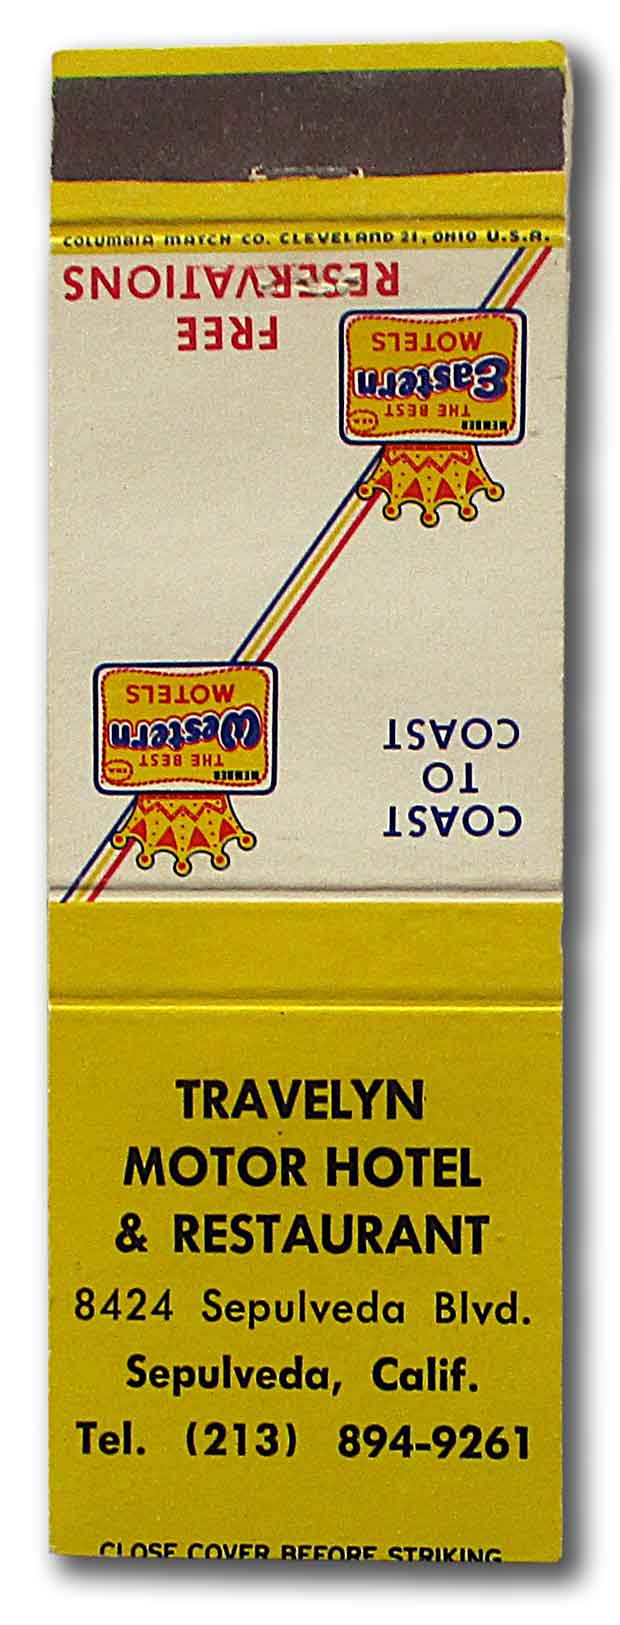 COLUMBIA MATCH CO. CLEVELAND 21, OHIO U.S.A.
FREE
RESERVATIONS
MEMBER
THE BEST
Eastern
MOTELS
COAST
TO
COAST
MEMBER
THE BEST
Western
MOTELS
TRAVELYN
MOTOR HOTEL
& RESTAURANT
8424 Sepulveda Blvd.
Sepulveda, Calif.
Tel. (213) 894-9261
CLOSE COVER BEFORE STRIKING